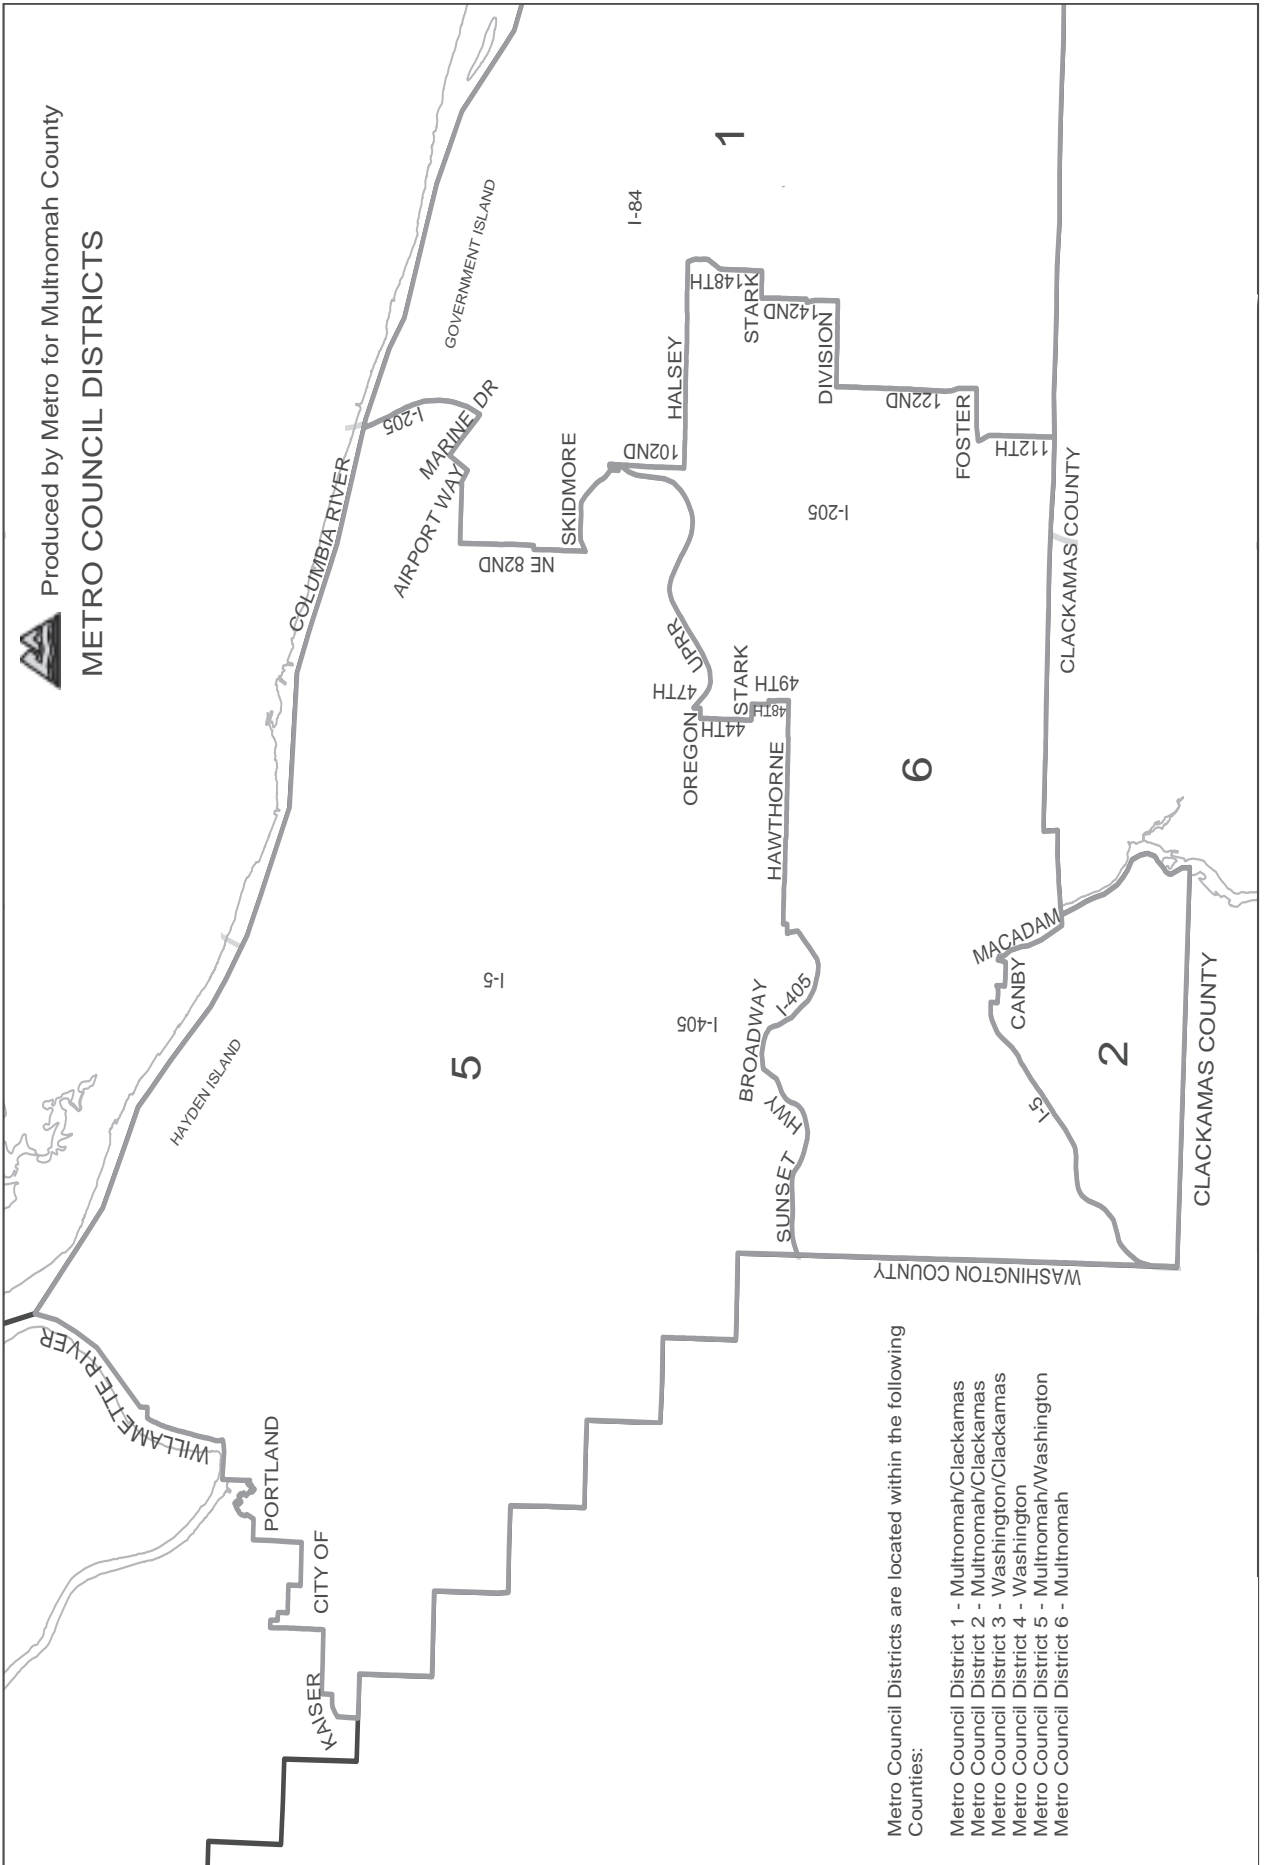 Produced by Metro for Multnomah County
METRO COUNCIL DISTRICTS
WILLAMETTE RIVER
PORTLAND
CITY OF
KAISER
HAYDEN ISLAND
COLUMBIA RIVER
I-205
GOVERNMENT ISLAND
MARINE DR
AIRPORT WAY
NE 82ND
SKIDMORE
I-5
5
102ND
HALSEY
I-84
1
148TH
STARK
142ND
DIVISION
122ND
FOSTER
112TH
UPRR
47TH
OREGON
44TH
STARK
48TH
49TH
HAWTHORNE
I-205
I-405
BROADWAY
I-405
HWY
SUNSET
6
WASHINGTON COUNTY
MACADAM
CANBY
I-5
2
CLACKAMAS COUNTY
CLACKAMAS COUNTY
Metro Council Districts are located within the following
Counties:
Metro Council District 1 - Multnomah/Clackamas
Metro Council District 2 - Multnomah/Clackamas
Metro Council District 3 - Washington/Clackamas
Metro Council District 4 - Washington
Metro Council District 5 - Multnomah/Washington
Metro Council District 6 - Multnomah